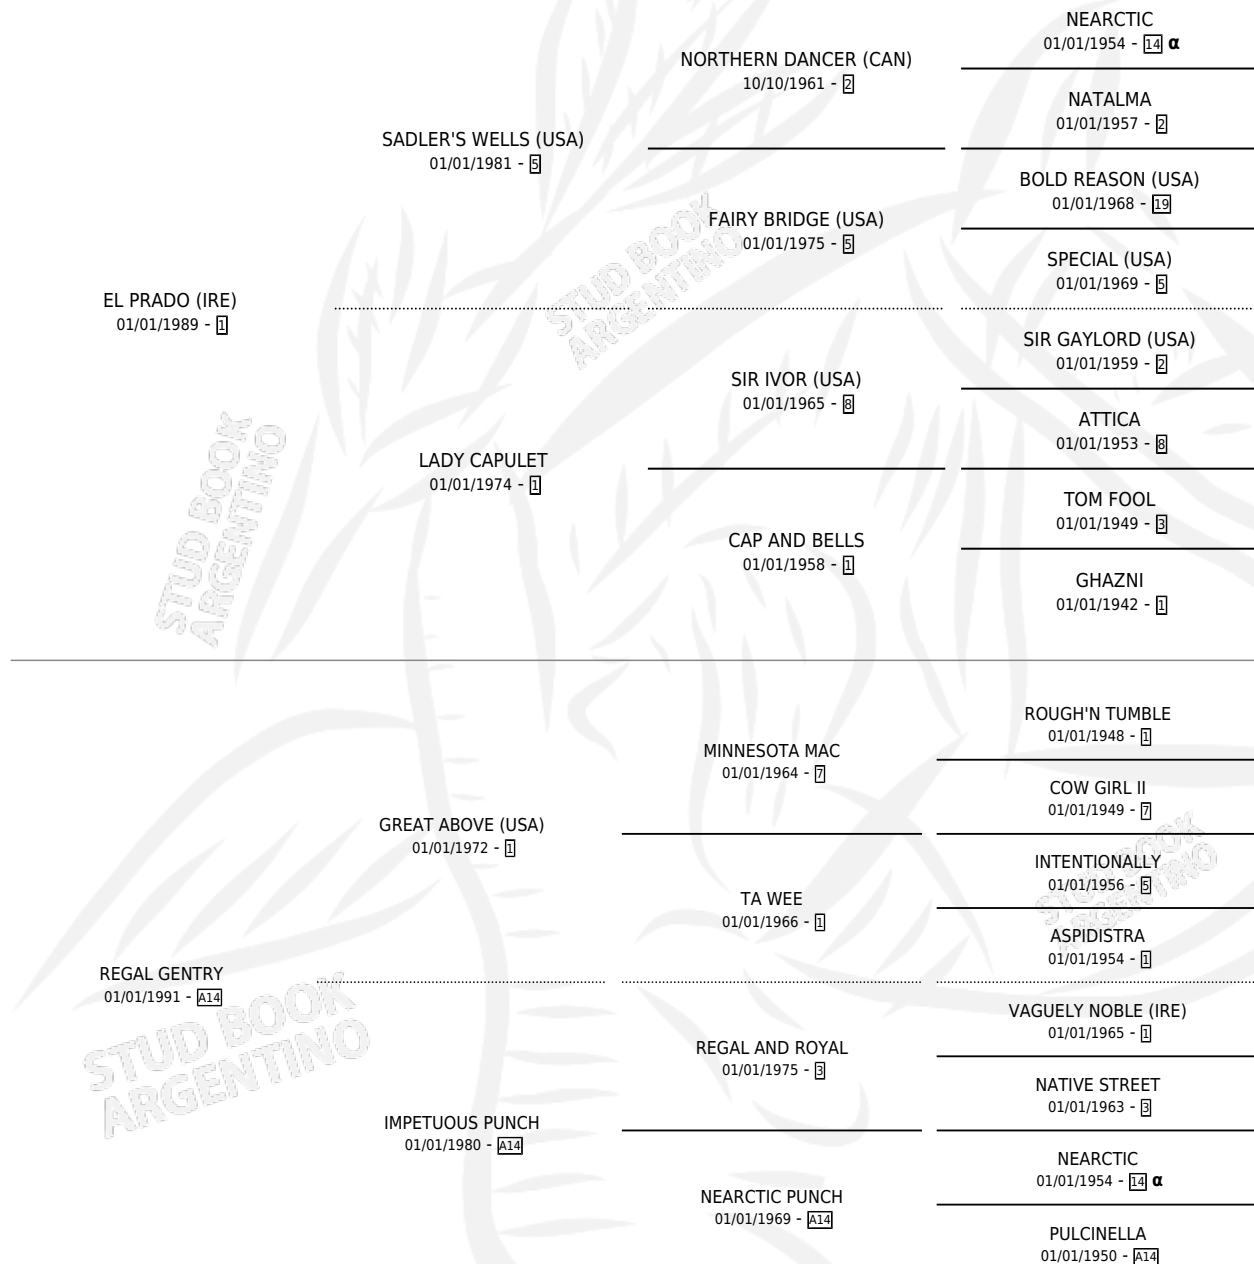 NEARCTIC
01/01/1954 - 14 α
NORTHERN DANCER (CAN)
10/10/1961 - 2
NATALMA
01/01/1957 - 2
SADLER'S WELLS (USA)
01/01/1981 - 5
BOLD REASON (USA)
01/01/1968 - 19
FAIRY BRIDGE (USA)
01/01/1975 - 5
SPECIAL (USA)
01/01/1969 - 5
STUD BOOK
ARGENTINO
EL PRADO (IRE)
01/01/1989 - 1
SIR GAYLORD (USA)
01/01/1959 - 2
SIR IVOR (USA)
01/01/1965 - 8
ATTICA
01/01/1953 - 8
LADY CAPULET
01/01/1974 - 1
TOM FOOL
01/01/1949 - 3
CAP AND BELLS
01/01/1958 - 1
GHAZNI
01/01/1942 - 1
STUD BOOK
ARGENTINO
ROUGH'N TUMBLE
01/01/1948 - 1
MINNESOTA MAC
01/01/1964 - 7
COW GIRL II
01/01/1949 - 7
GREAT ABOVE (USA)
01/01/1972 - 1
INTENTIONALLY
01/01/1956 - 5
TA WEE
01/01/1966 - 1
ASPIDISTRA
01/01/1954 - 1
STUD BOOK
ARGENTINO
REGAL GENTRY
01/01/1991 - A14
VAGUELY NOBLE (IRE)
01/01/1965 - 1
REGAL AND ROYAL
01/01/1975 - 3
NATIVE STREET
01/01/1963 - 3
STUD BOOK
ARGENTINO
IMPETUOUS PUNCH
01/01/1980 - A14
NEARCTIC
01/01/1954 - 14 α
NEARCTIC PUNCH
01/01/1969 - A14
PULCINELLA
01/01/1950 - A14